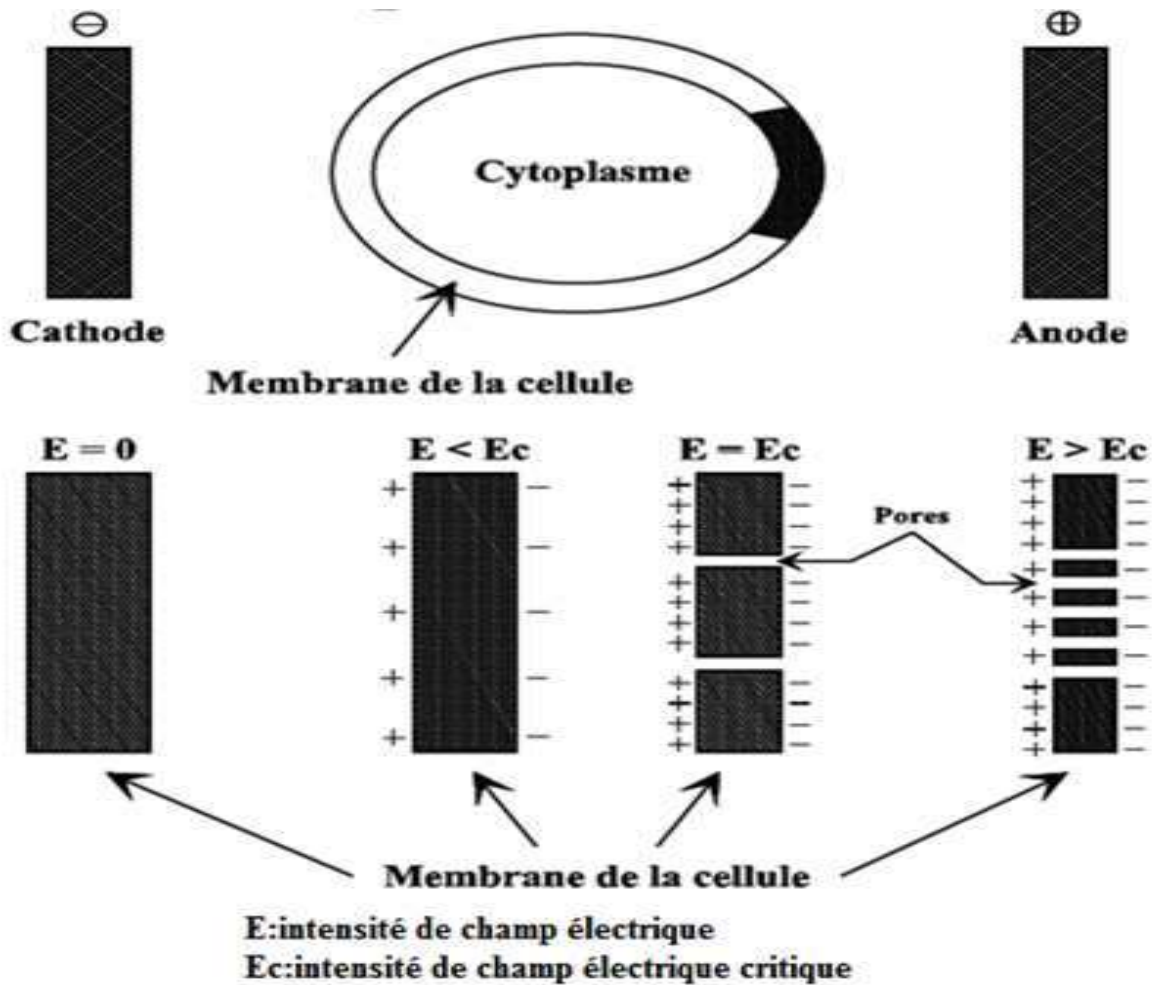 ⊖ ⊕
Cytoplasme
Cathode Anode
Membrane de la cellule
E = 0 E < Ec E = Ec E > Ec
Pores
Membrane de la cellule
E:intensité de champ électrique
Ec:intensité de champ électrique critique